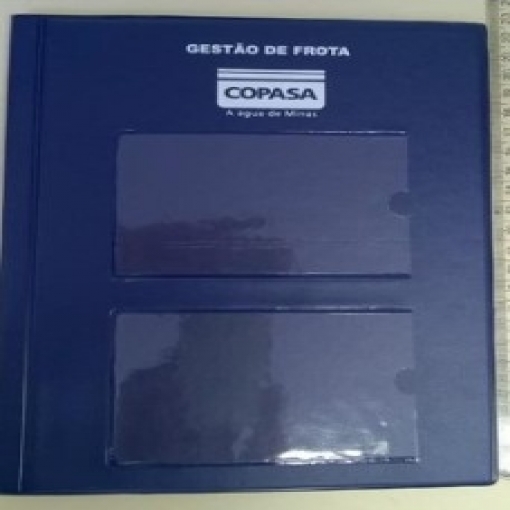 GESTÃO DE FROTA
COPASA
A água de Minas